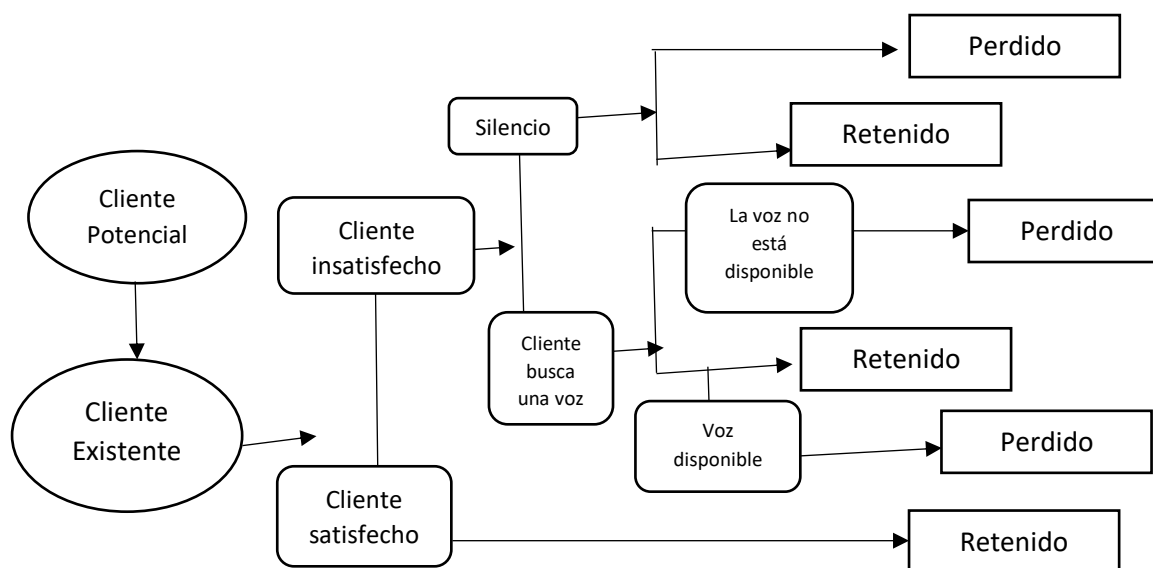 Perdido
Silencio
Retenido
Cliente
Potencial
Cliente
insatisfecho
La voz no
está
disponible
Perdido
Cliente
busca
una voz
Retenido
Cliente
Existente
Voz
disponible
Perdido
Cliente
satisfecho
Retenido